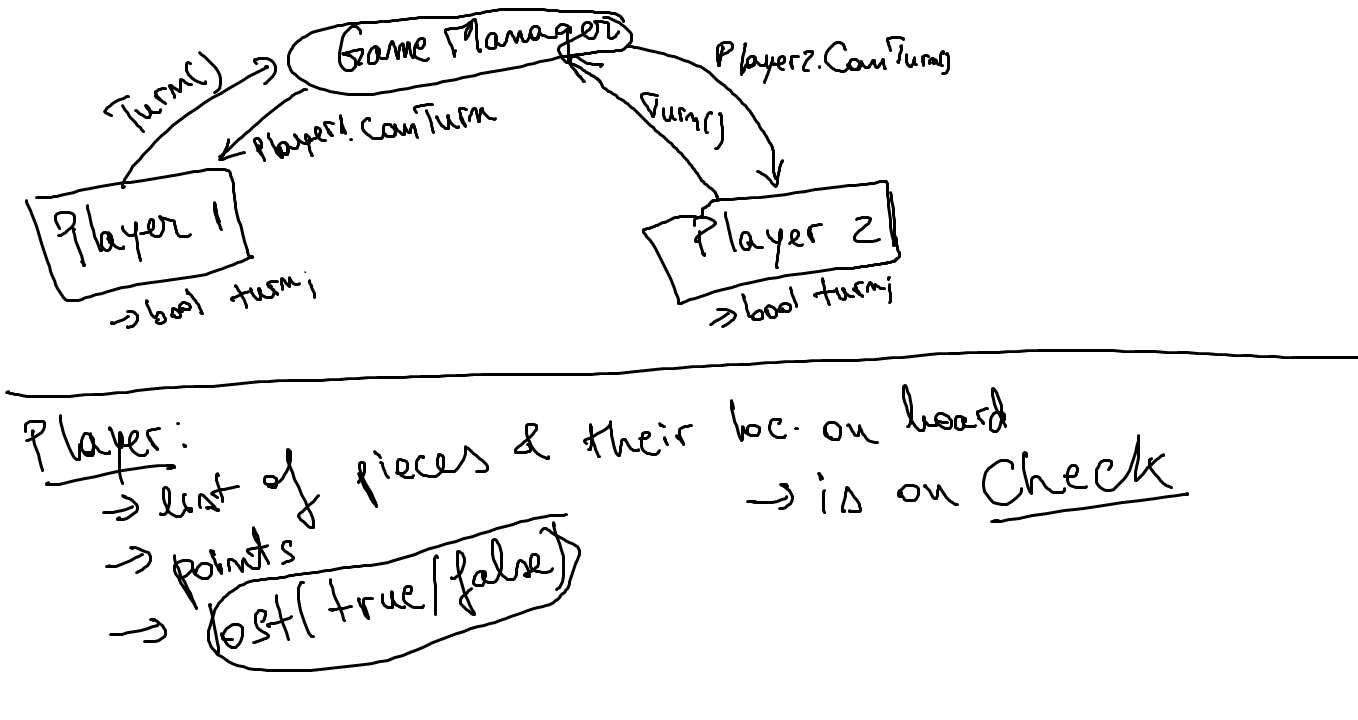 Game Manager
Turn()
Player1.CanTurn
Player2.CanTurn()
Turn()
Player 1
→ bool turn;
Player 2
→ bool turn;
Player:
→ list of pieces & their loc. on board
→ is on Check
→ points
→ lost(true/false)